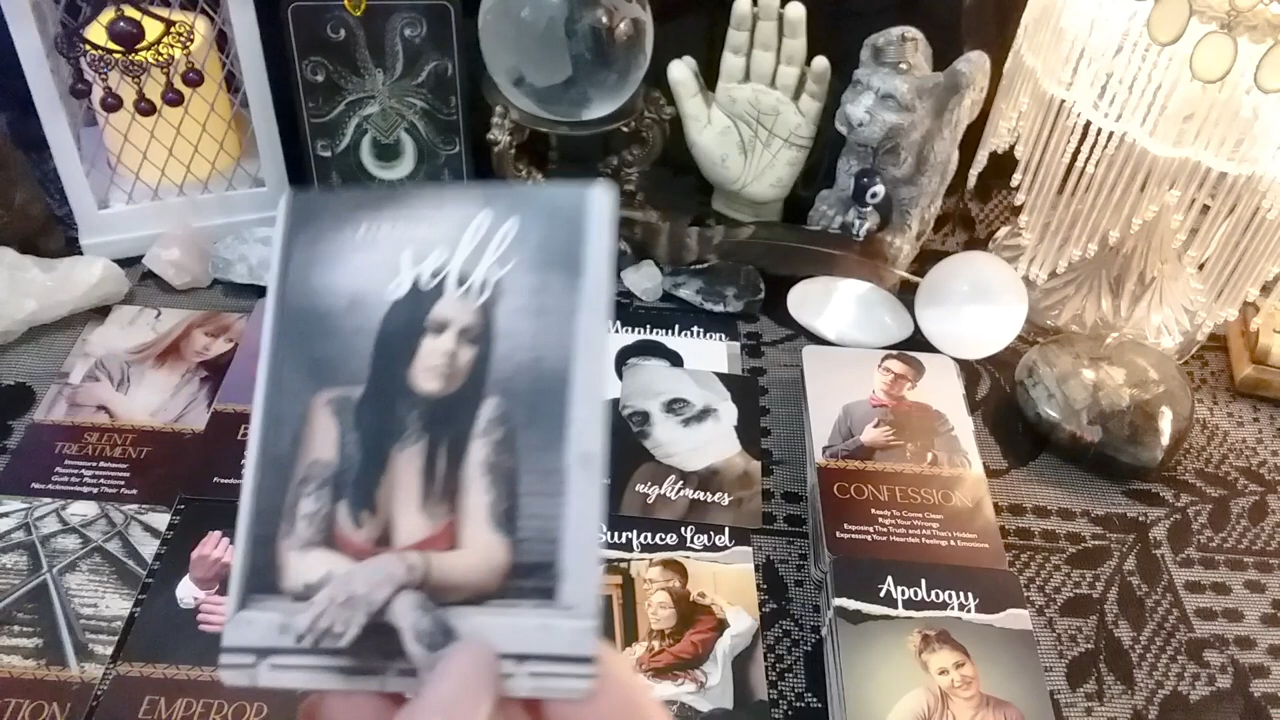 self
Manipulation
SILENT
TREATMENT
Immature Behavior
Passive Aggressiveness
Guilt for Past Actions
Not Acknowledging Their Fault
nightmares
CONFESSION
Ready To Come Clean
Right Your Wrongs
Exposing The Truth and All That's Hidden
Expressing Your Heartfelt Feelings & Emotions
Surface Level
Apology
EMPEROR